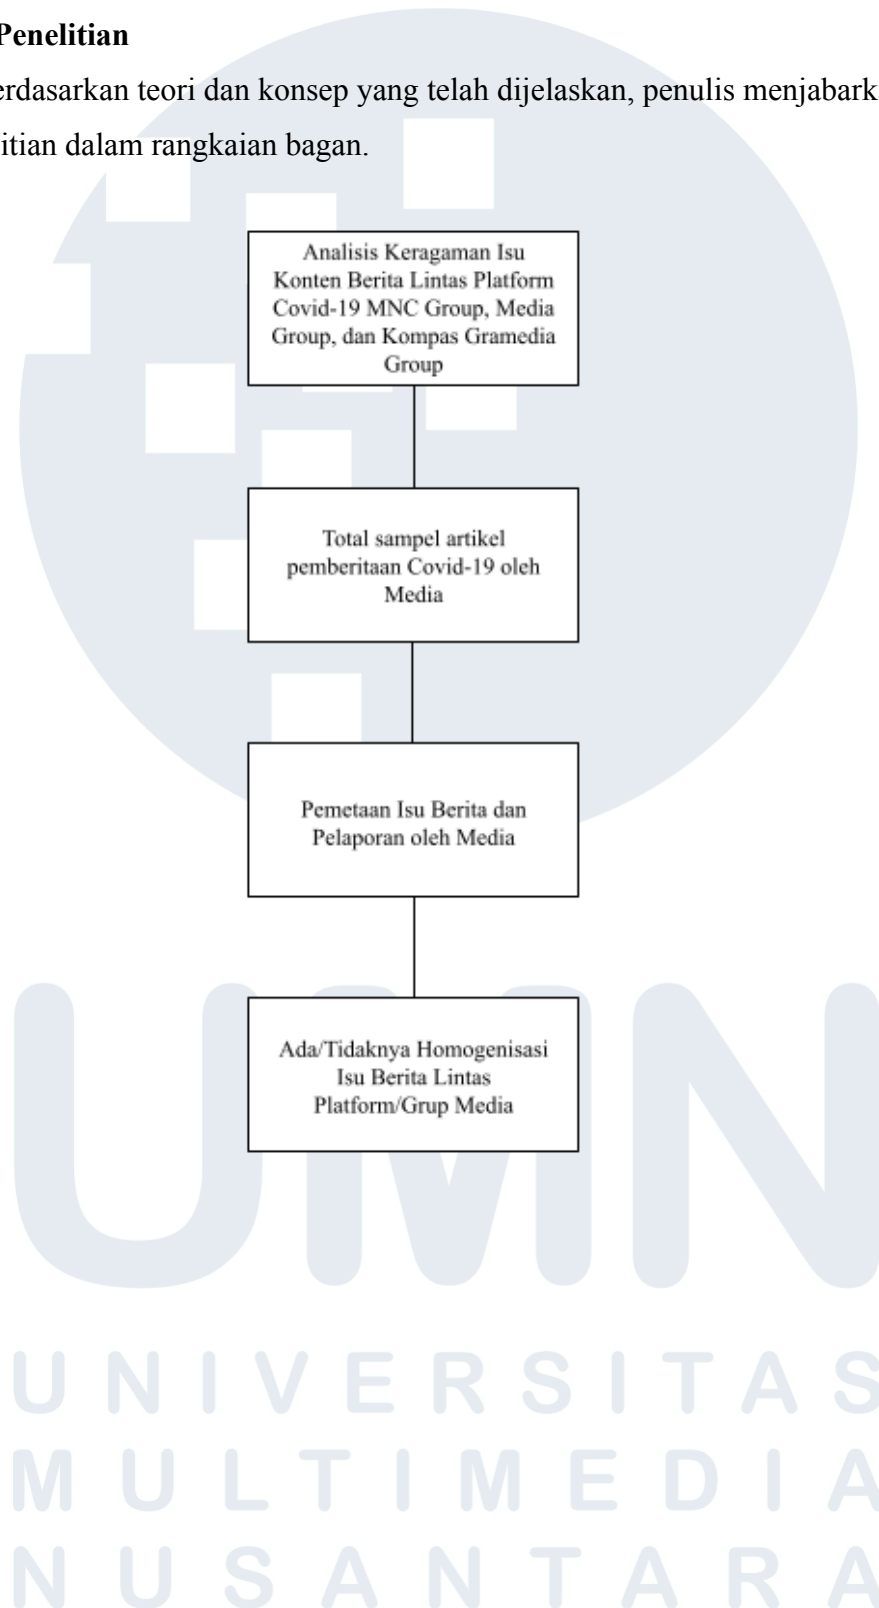 Penelitian
erdasarkan teori dan konsep yang telah dijelaskan, penulis menjabark
litian dalam rangkaian bagan.
Analisis Keragaman Isu
Konten Berita Lintas Platform
Covid-19 MNC Group, Media
Group, dan Kompas Gramedia
Group
Total sampel artikel
pemberitaan Covid-19 oleh
Media
Pemetaan Isu Berita dan
Pelaporan oleh Media
Ada/Tidaknya Homogenisasi
Isu Berita Lintas
Platform/Grup Media
UMN
UNIVERSITAS
MULTIMEDIA
NUSANTARA